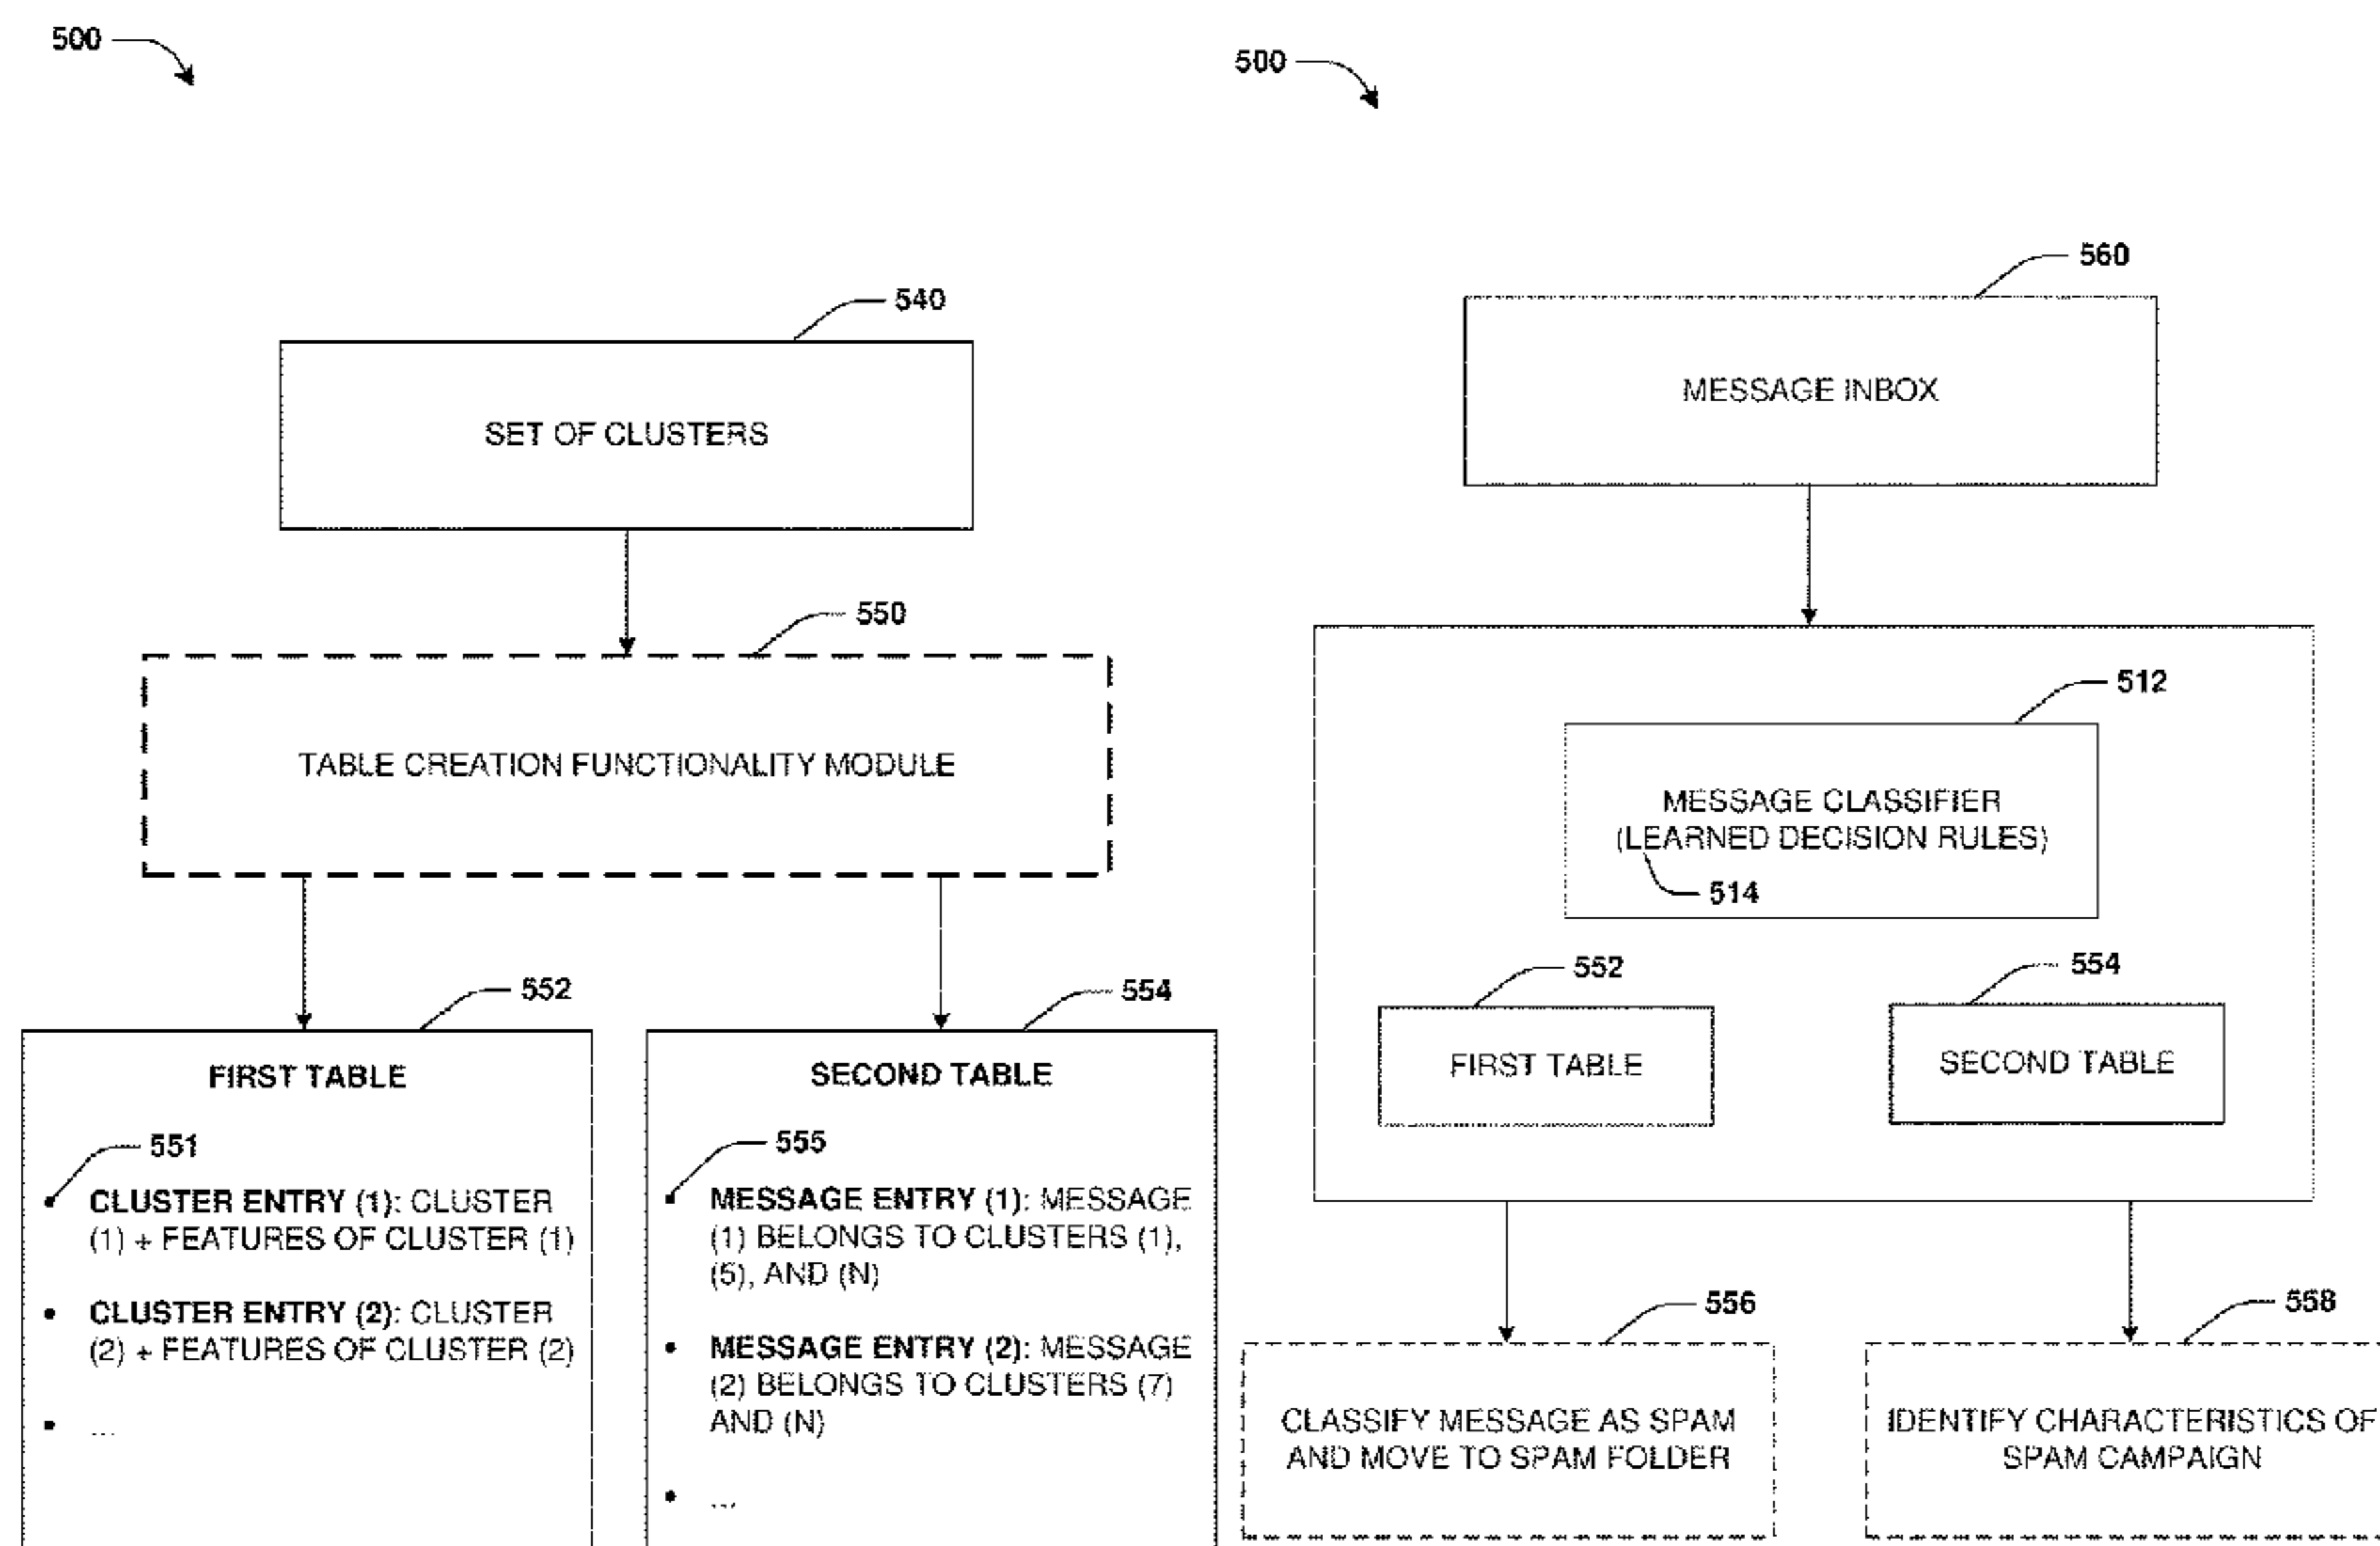 500
540
SET OF CLUSTERS
550
TABLE CREATION FUNCTIONALITY MODULE
552
FIRST TABLE
551
• CLUSTER ENTRY (1): CLUSTER
(1) + FEATURES OF CLUSTER (1)
• CLUSTER ENTRY (2): CLUSTER
(2) + FEATURES OF CLUSTER (2)
• ...
554
SECOND TABLE
555
• MESSAGE ENTRY (1): MESSAGE
(1) BELONGS TO CLUSTERS (1),
(5), AND (N)
• MESSAGE ENTRY (2): MESSAGE
(2) BELONGS TO CLUSTERS (7)
AND (N)
• ...
500
560
MESSAGE INBOX
512
MESSAGE CLASSIFIER
(LEARNED DECISION RULES)
514
552
FIRST TABLE
554
SECOND TABLE
556
CLASSIFY MESSAGE AS SPAM
AND MOVE TO SPAM FOLDER
558
IDENTIFY CHARACTERISTICS OF
SPAM CAMPAIGN